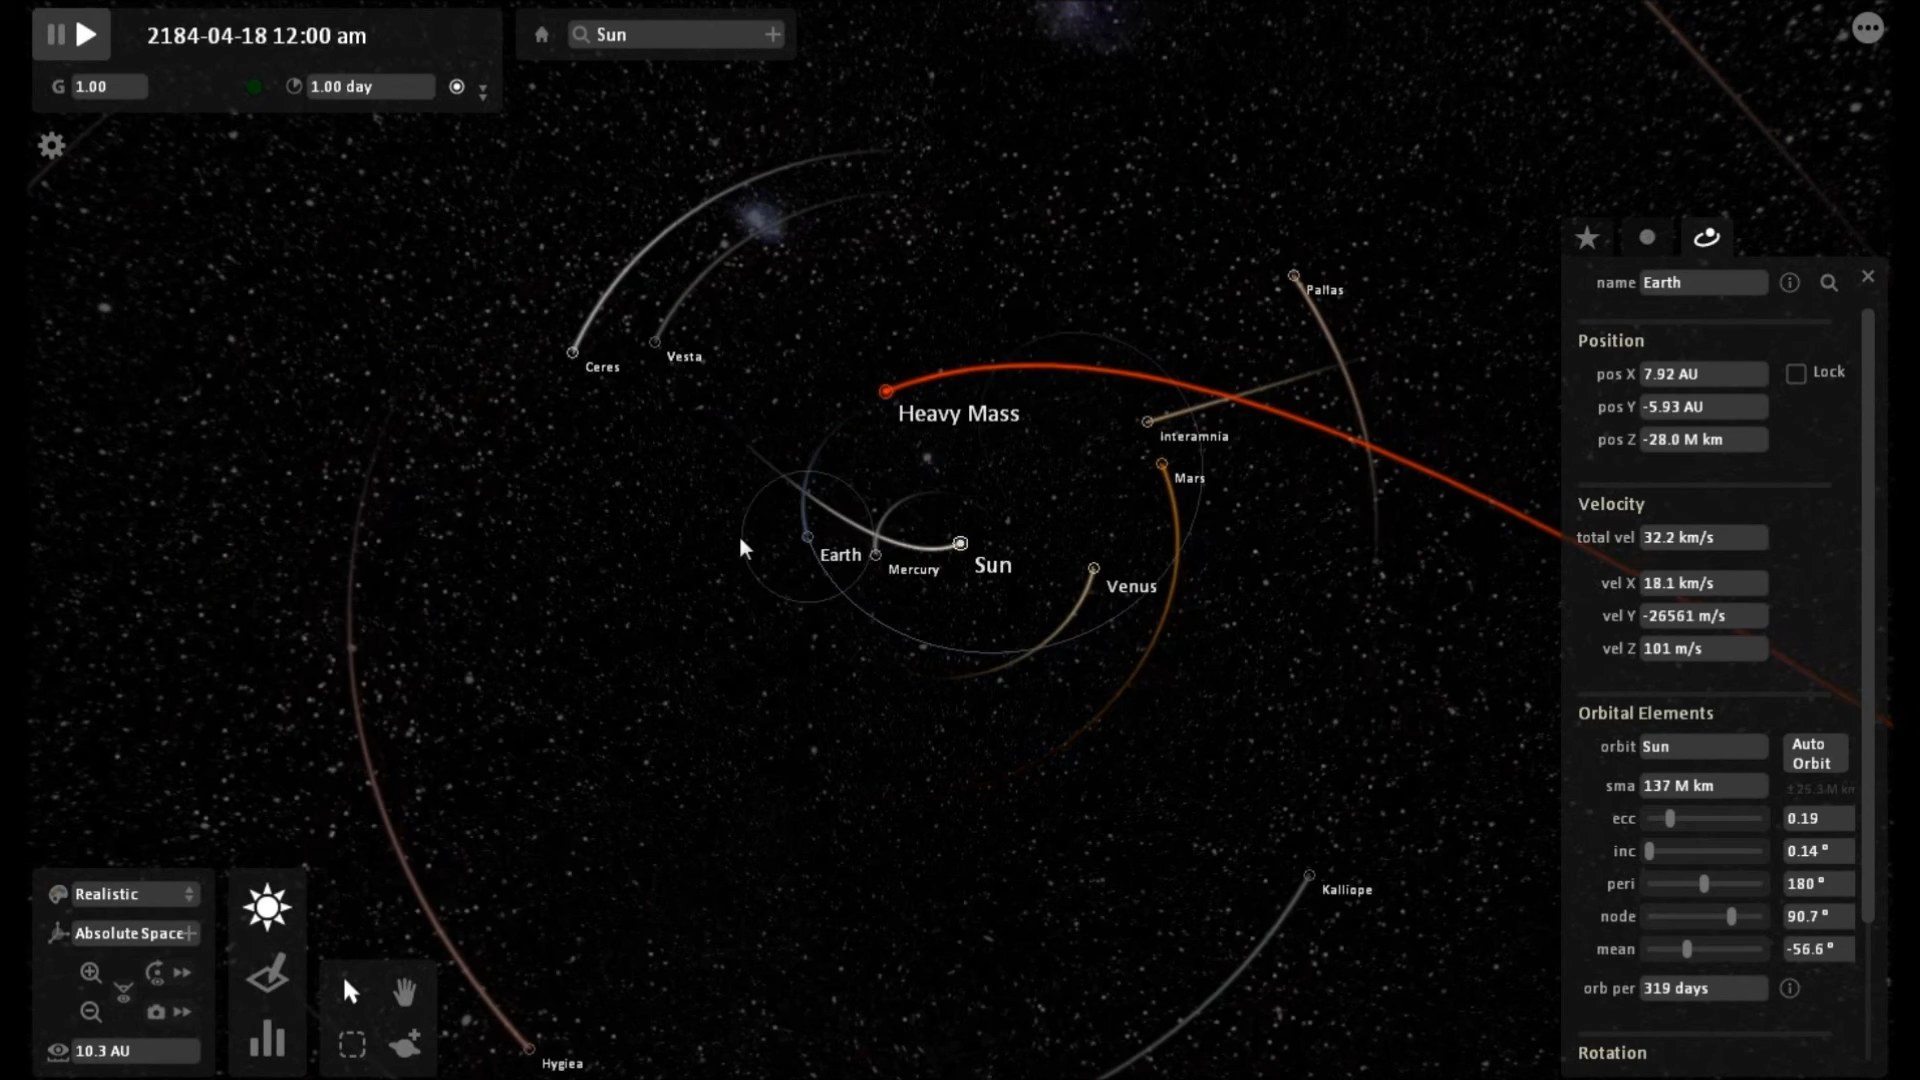 2184-04-18 12:00 am
Sun
G 1.00
1.00 day
Pallas
Ceres
Vesta
Heavy Mass
Interamnia
Mars
Earth
Mercury
Sun
Venus
Kalliope
Hygiea
name Earth
Position
pos X 7.92 AU
Lock
pos Y -5.93 AU
pos Z -28.0 M km
Velocity
total vel 32.2 km/s
vel X 18.1 km/s
vel Y -26561 m/s
vel Z 101 m/s
Orbital Elements
orbit Sun
Auto
Orbit
sma 137 M km
±25.3 M km
ecc 0.19
inc 0.14 °
peri 180 °
node 90.7 °
mean -56.6 °
orb per 319 days
Rotation
Realistic
Absolute Space
10.3 AU